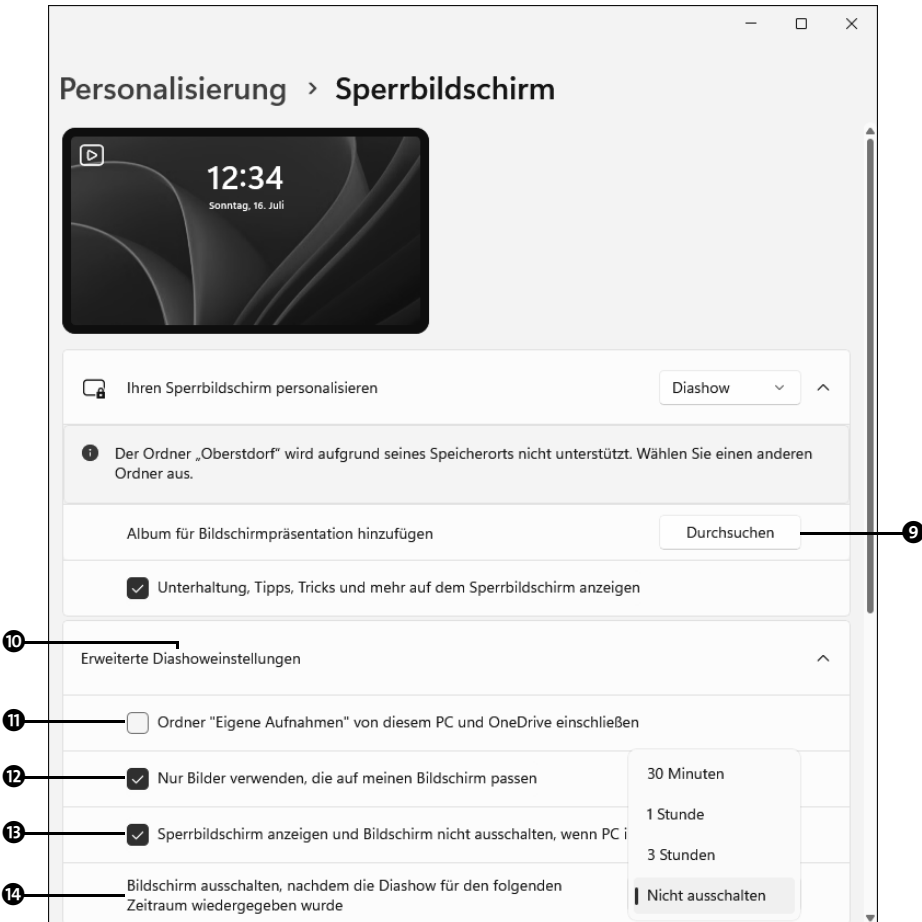 Personalisierung › Sperrbildschirm
12:34
Sonntag, 16. Juli
Ihren Sperrbildschirm personalisieren
Diashow
Der Ordner „Oberstdorf“ wird aufgrund seines Speicherorts nicht unterstützt. Wählen Sie einen anderen
Ordner aus.
Album für Bildschirmpräsentation hinzufügen
Durchsuchen
9
Unterhaltung, Tipps, Tricks und mehr auf dem Sperrbildschirm anzeigen
10
Erweiterte Diashoweinstellungen
11
Ordner "Eigene Aufnahmen" von diesem PC und OneDrive einschließen
12
Nur Bilder verwenden, die auf meinen Bildschirm passen
13
Sperrbildschirm anzeigen und Bildschirm nicht ausschalten, wenn PC i
14
Bildschirm ausschalten, nachdem die Diashow für den folgenden
Zeitraum wiedergegeben wurde
30 Minuten
1 Stunde
3 Stunden
Nicht ausschalten